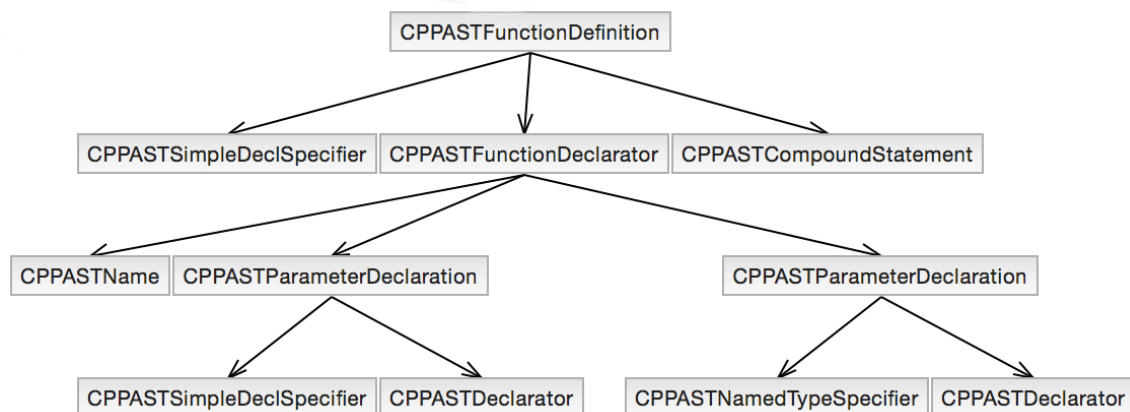 CPPASTFunctionDefinition
CPPASTSimpleDeclSpecifier CPPASTFunctionDeclarator CPPASTCompoundStatement
CPPASTName CPPASTParameterDeclaration CPPASTParameterDeclaration
CPPASTSimpleDeclSpecifier CPPASTDeclarator CPPASTNamedTypeSpecifier CPPASTDeclarator